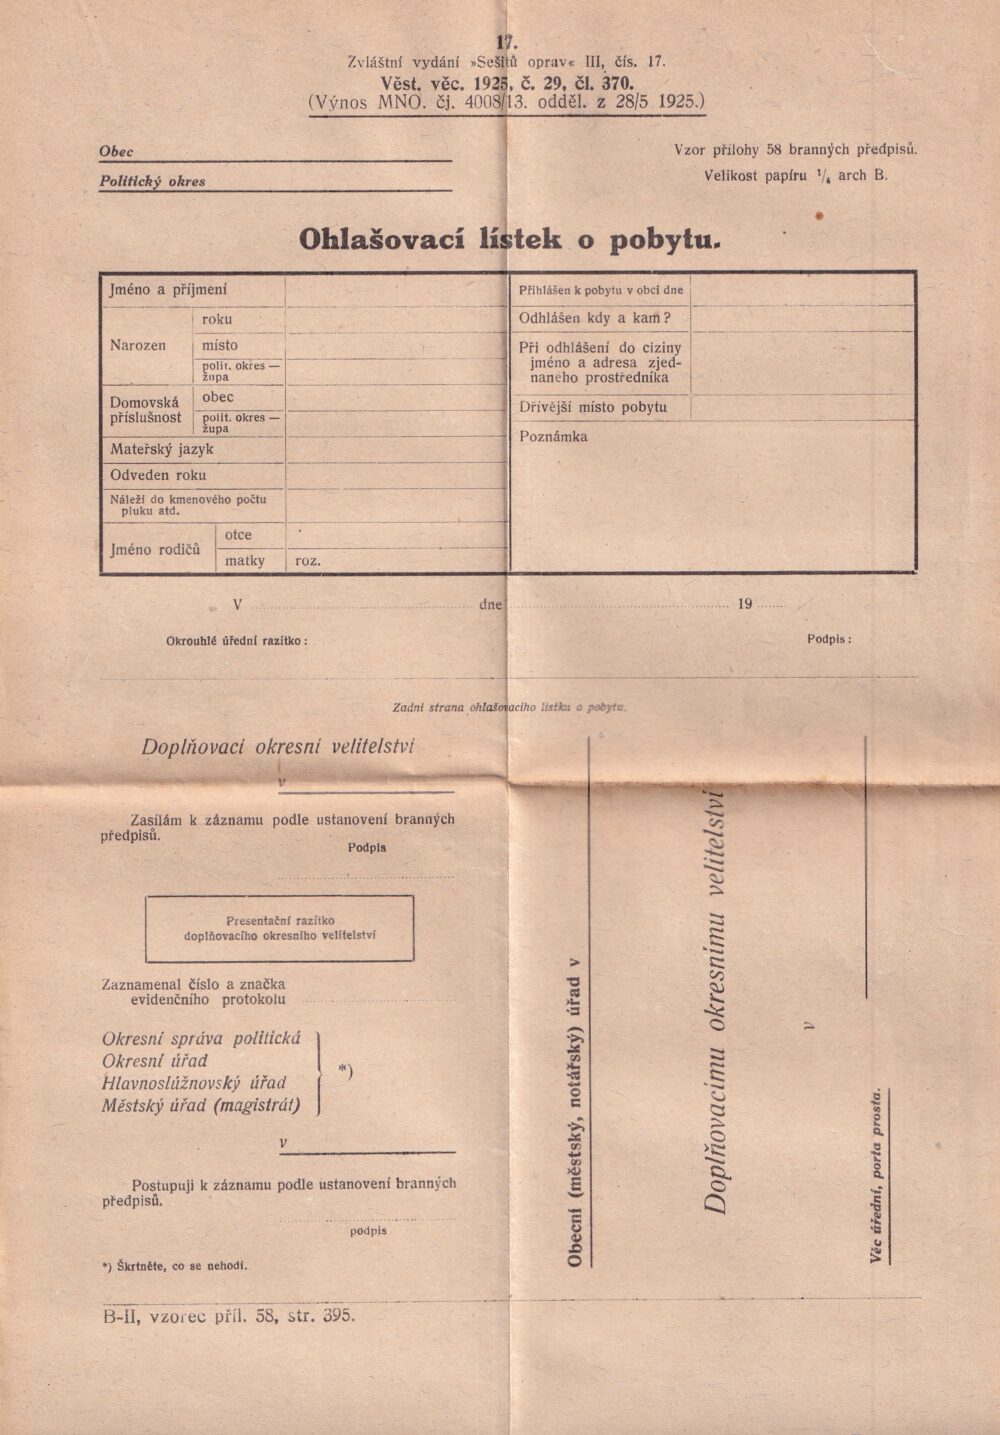 17.
Zvláštní vydání »Sešitů oprav« III, čís. 17.
Věst. věc. 1925, č. 29, čl. 370.
(Výnos MNO. čj. 4008/13. odděl. z 28/5 1925.)
Obec
Politický okres
Vzor přílohy 58 branných předpisů.
Velikost papíru ¹/₄ arch B.
Ohlašovací lístek o pobytu.
Jméno a příjmení
Narozen
roku
místo
polit. okres —
župa
Domovská
příslušnost
obec
polit. okres —
župa
Mateřský jazyk
Odveden roku
Náleží do kmenového počtu
pluku atd.
Jméno rodičů
otce
matky
roz.
Přihlášen k pobytu v obci dne
Odhlášen kdy a kam?
Při odhlášení do ciziny
jméno a adresa zjed-
naného prostředníka
Dřívější místo pobytu
Poznámka
V dne 19
Okrouhlé úřední razítko:
Podpis:
Zadní strana ohlašovacího lístku o pobytu.
Doplňovací okresní velitelství
v
Zasílám k záznamu podle ustanovení branných
předpisů.
Podpis
Presentační razítko
doplňovacího okresního velitelství
Zaznamenal číslo a značka
evidenčního protokolu
Okresní správa politická
Okresní úřad
Hlavnoslúžnovský úřad
Městský úřad (magistrát)
*)
v
Postupuji k záznamu podle ustanovení branných
předpisů.
podpis
*) Škrtněte, co se nehodí.
Obecní (městský, notářský) úřad v
Doplňovacímu okresnímu velitelství
v
Věc úřední, porta prosta.
B-II, vzorec příl. 58, str. 395.